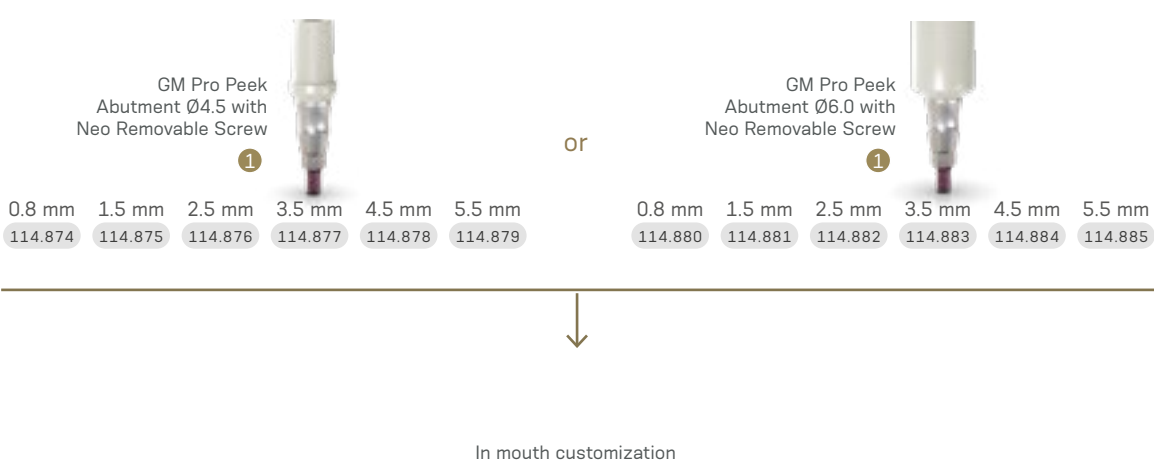 GM Pro Peek
Abutment Ø4.5 with
Neo Removable Screw
1
0.8 mm 1.5 mm 2.5 mm 3.5 mm 4.5 mm 5.5 mm
114.874 114.875 114.876 114.877 114.878 114.879
or
GM Pro Peek
Abutment Ø6.0 with
Neo Removable Screw
1
0.8 mm 1.5 mm 2.5 mm 3.5 mm 4.5 mm 5.5 mm
114.880 114.881 114.882 114.883 114.884 114.885
In mouth customization